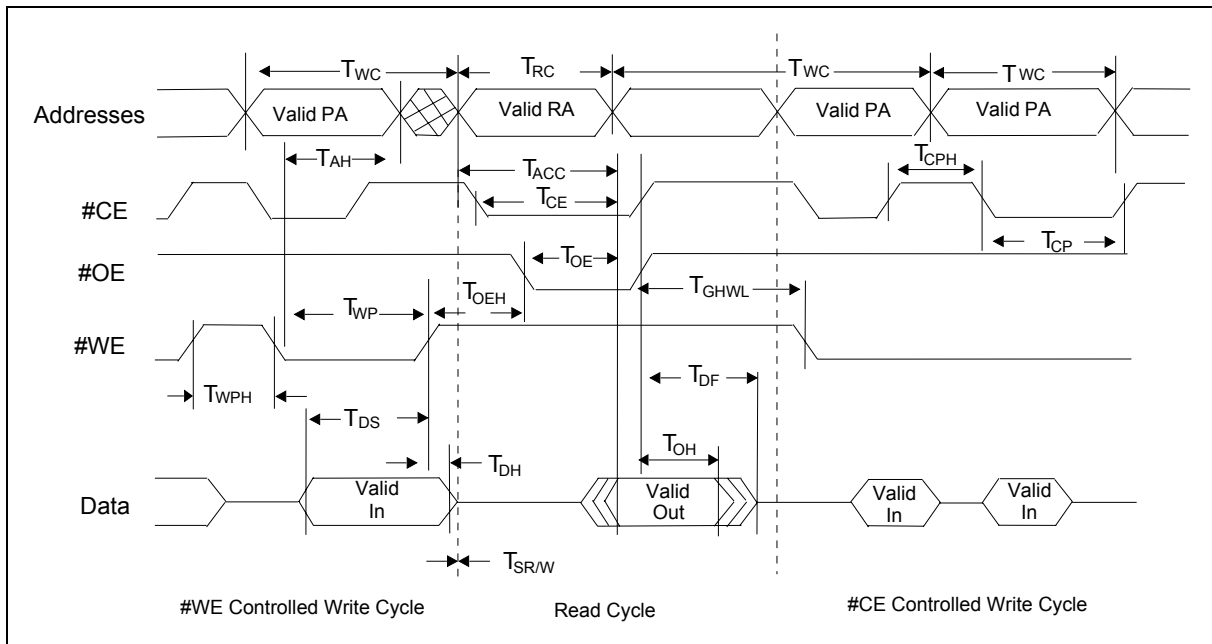 TWC TRC TWC TWC
Addresses Valid PA Valid RA Valid PA Valid PA
TAH TACC TCPH
#CE TCE
TCP
#OE TOE
TOEH TGHWL
TWP
#WE
TWPH TDF
TDS
TDH TOH
Data Valid In Valid Out Valid In Valid In
TSR/W
#WE Controlled Write Cycle Read Cycle #CE Controlled Write Cycle